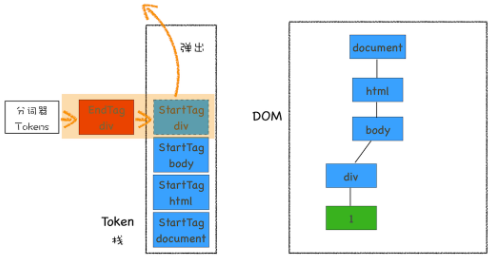 弹出
分词器
Tokens
EndTag
div
StartTag
div
StartTag
body
StartTag
html
StartTag
document
Token
栈
DOM
document
html
body
div
1